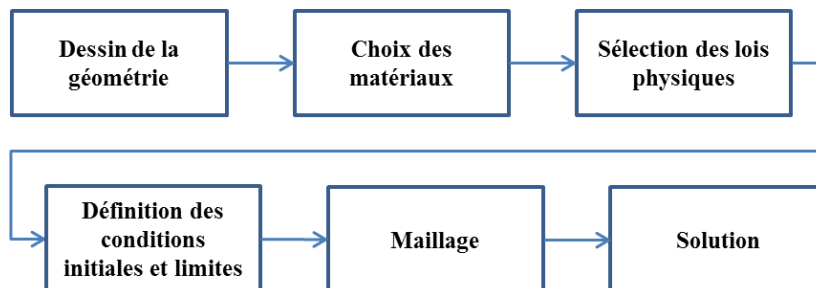 Dessin de la
géométrie
Choix des
matériaux
Sélection des lois
physiques
Définition des
conditions
initiales et limites
Maillage
Solution